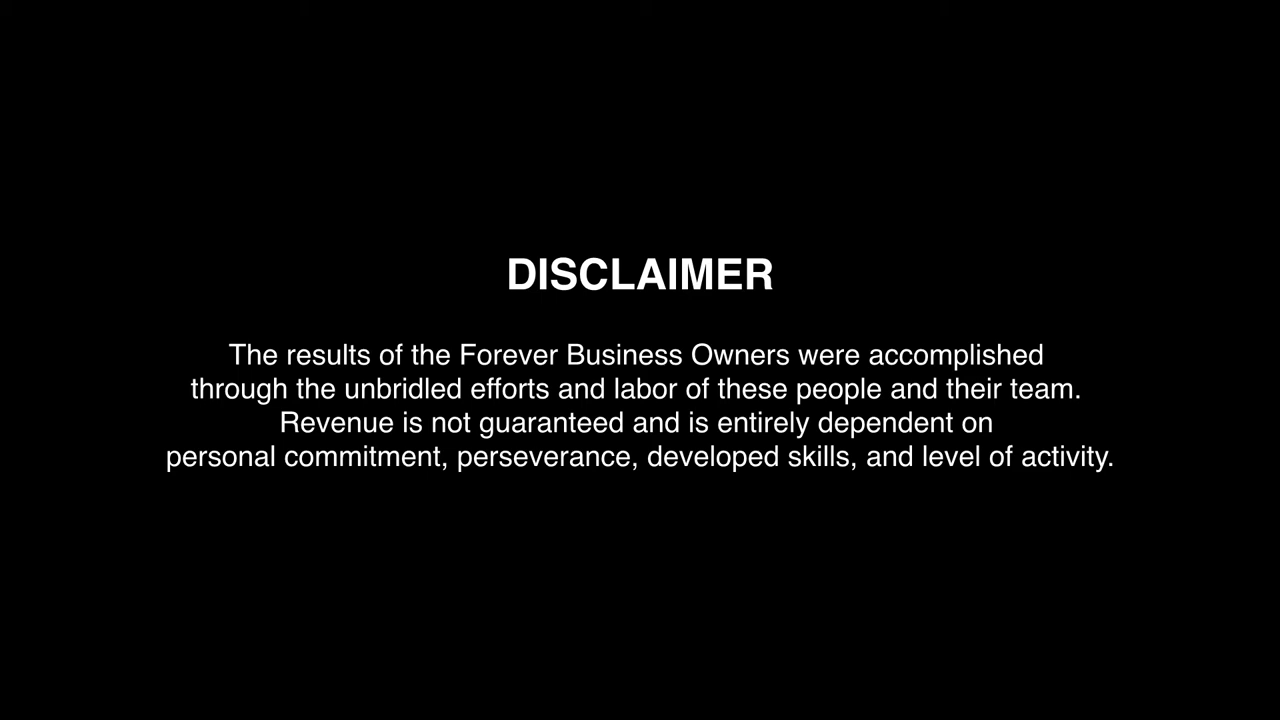 DISCLAIMER
The results of the Forever Business Owners were accomplished
through the unbridled efforts and labor of these people and their team.
Revenue is not guaranteed and is entirely dependent on
personal commitment, perseverance, developed skills, and level of activity.